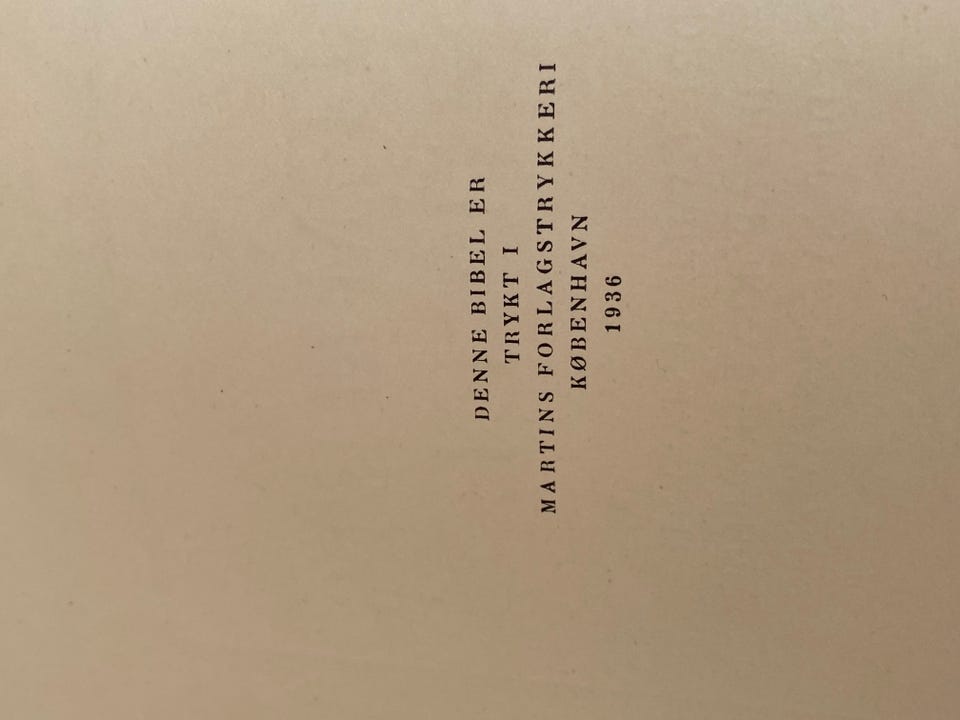 DENNE BIBEL ER
TRYKT I
MARTINS FORLAGSTRYKKERI
KØBENHAVN
1936